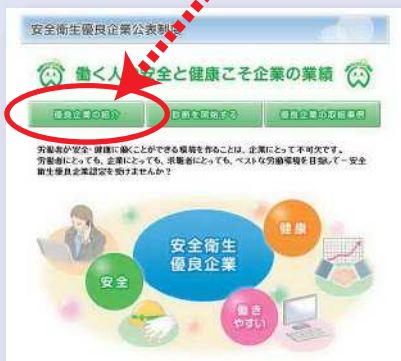 安全衛生優良企業公表制度
働く人の安全と健康こそ企業の業績
優良企業の紹介
診断を開始する
優良企業の取組事例
労働者が安全・健康に働くことができる環境を作ることは、企業にとって不可欠です。
労働者にとっても、企業にとっても、求職者にとっても、ベストな労働環境を目指して－安全
衛生優良企業認定を受けませんか？
健康
安全衛生
優良企業
安全
働き
やすい